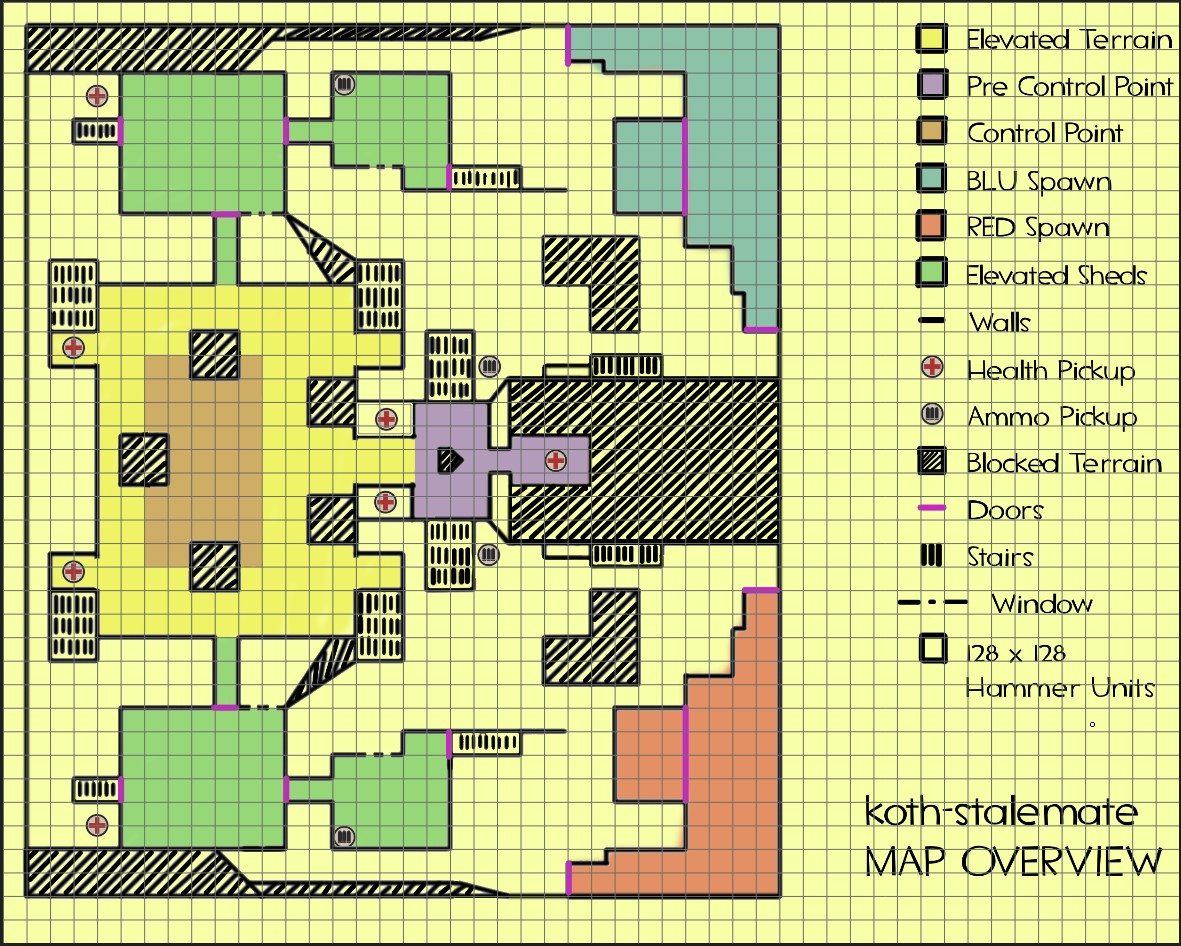 Elevated Terrain
Pre Control Point
Control Point
BLU Spawn
RED Spawn
Elevated Sheds
Walls
Health Pickup
Ammo Pickup
Blocked Terrain
Doors
Stairs
Window
128 x 128
Hammer Units
koth-stalemate
MAP OVERVIEW